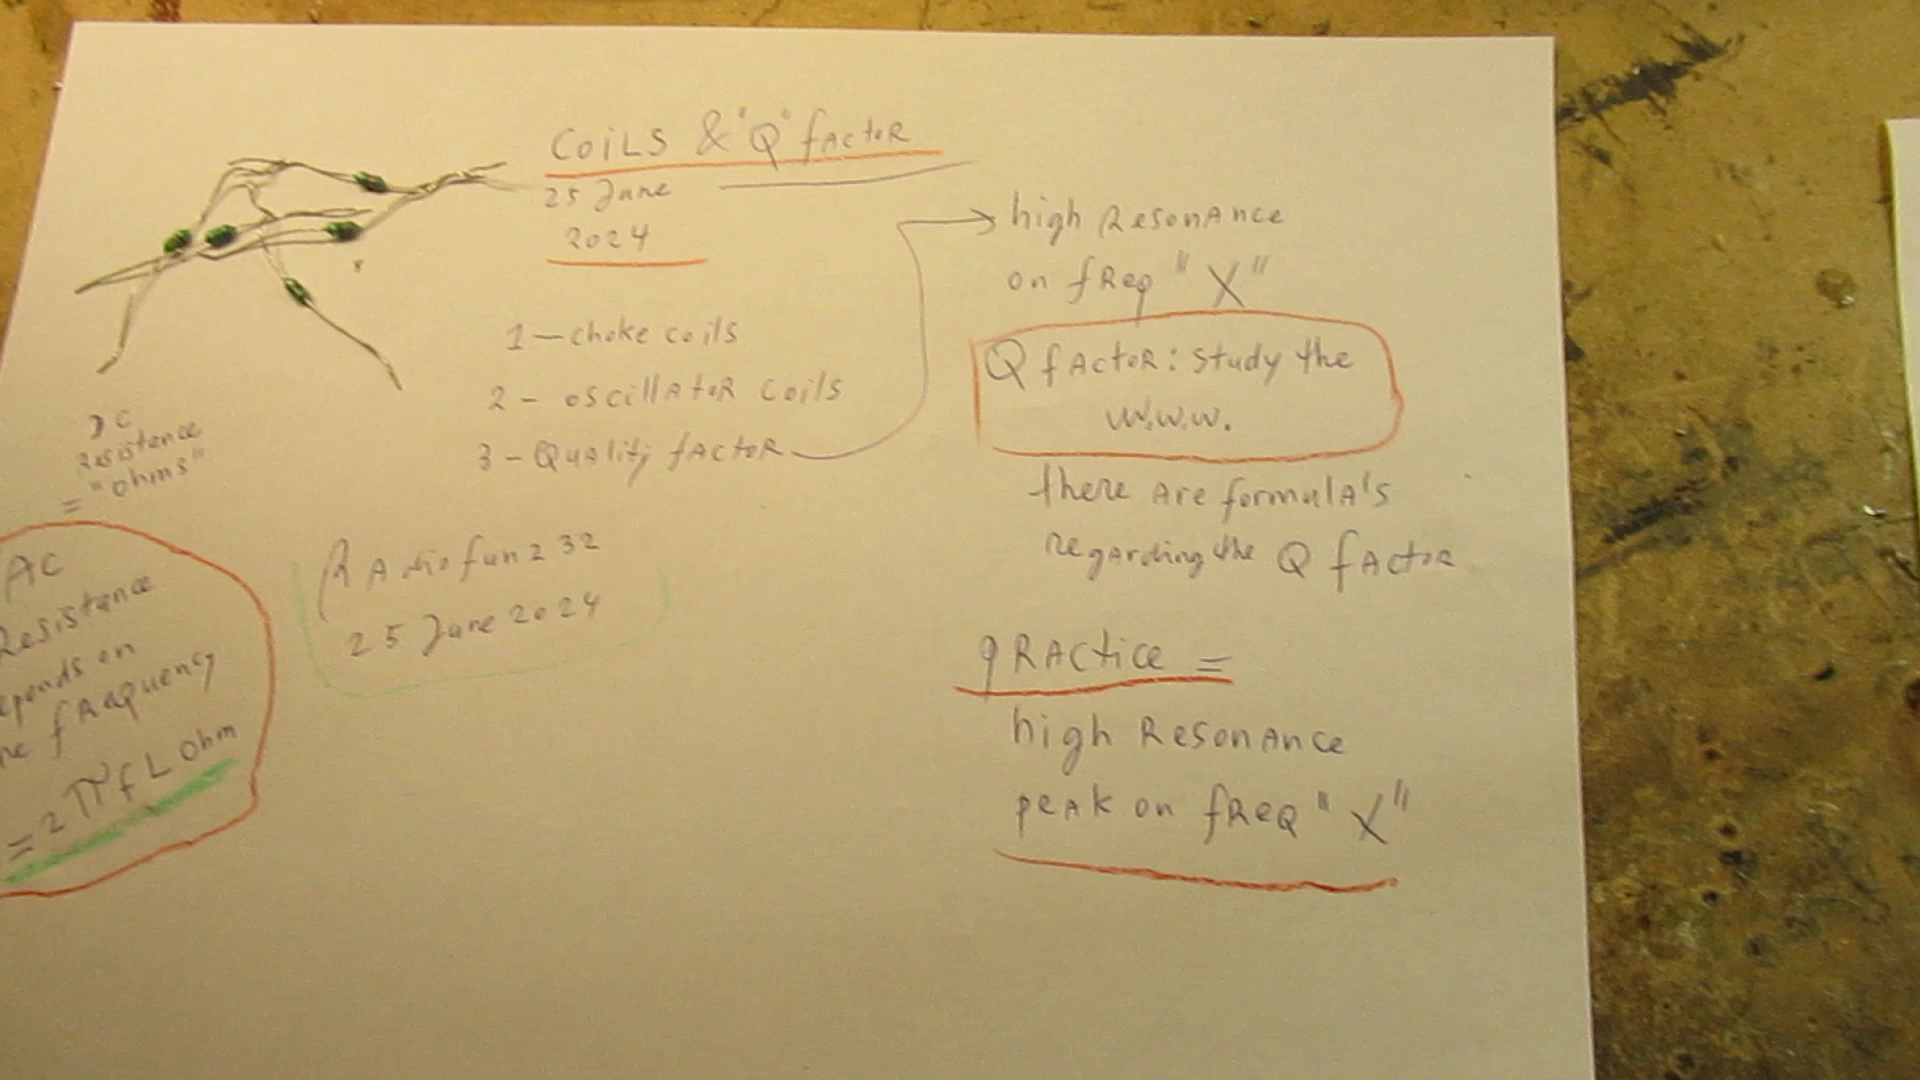 COILS & "Q" fACtoR
25 June
2024
1 – choke coils
2 – oscillAtoR coils
3 – Quality fActoR
high ResonAnce
on fReq "X"
Q fActoR: study the
w.w.w.
there Are formulA's
regarding the Q fActoR
pRActice =
high ResonAnce
peAk on fReq "X"
DC
Resistance
= "ohms"
AC
Resistance
on
fRequency
= 2 π f L Ohm
RAdiofun232
25 June 2024